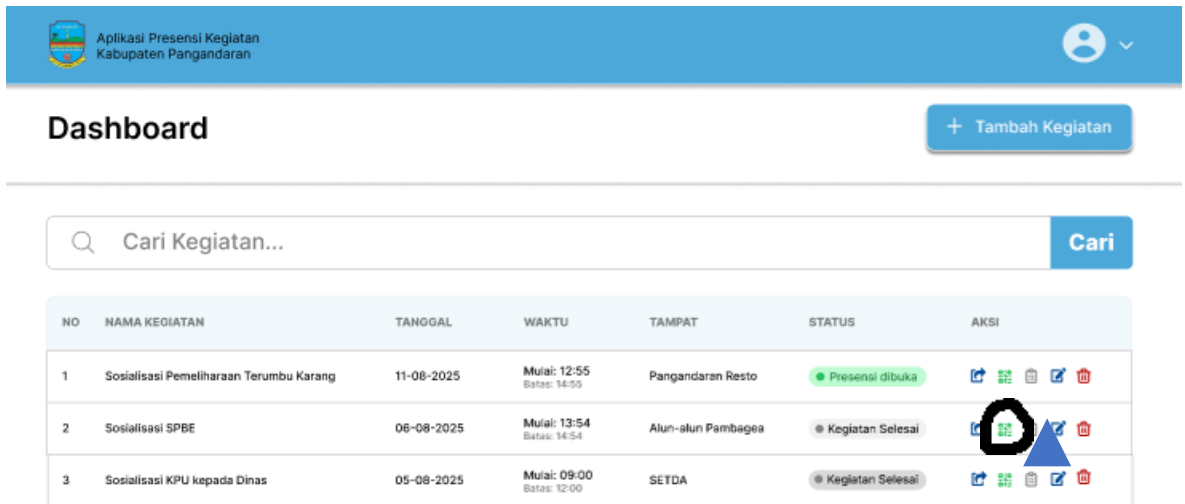 Aplikasi Presensi Kegiatan
Kabupaten Pangandaran
Dashboard
+ Tambah Kegiatan
Cari Kegiatan...
Cari
NO NAMA KEGIATAN TANGGAL WAKTU TAMPAT STATUS AKSI
1 Sosialisasi Pemeliharaan Terumbu Karang 11-08-2025 Mulai: 12:55 Pangandaran Resto Presensi dibuka
Batas: 14:55
2 Sosialisasi SPBE 06-08-2025 Mulai: 13:54 Alun-alun Pambagea Kegiatan Selesai
Batas: 14:54
3 Sosialisasi KPU kepada Dinas 05-08-2025 Mulai: 09:00 SETDA Kegiatan Selesai
Batas: 12:00